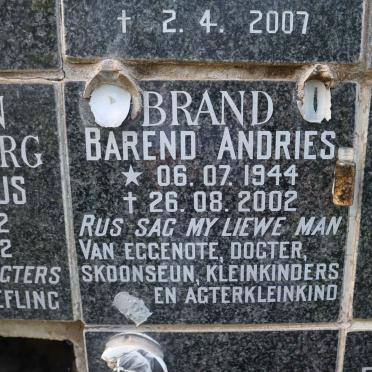 ✝ 2. 4. 2007
BRAND
BAREND ANDRIES
★ 06. 07. 1944
✝ 26. 08. 2002
RUS SAG MY LIEWE MAN
VAN EGGENOTE, DOGTER,
SKOONSEUN, KLEINKINDERS
EN AGTERKLEINKIND